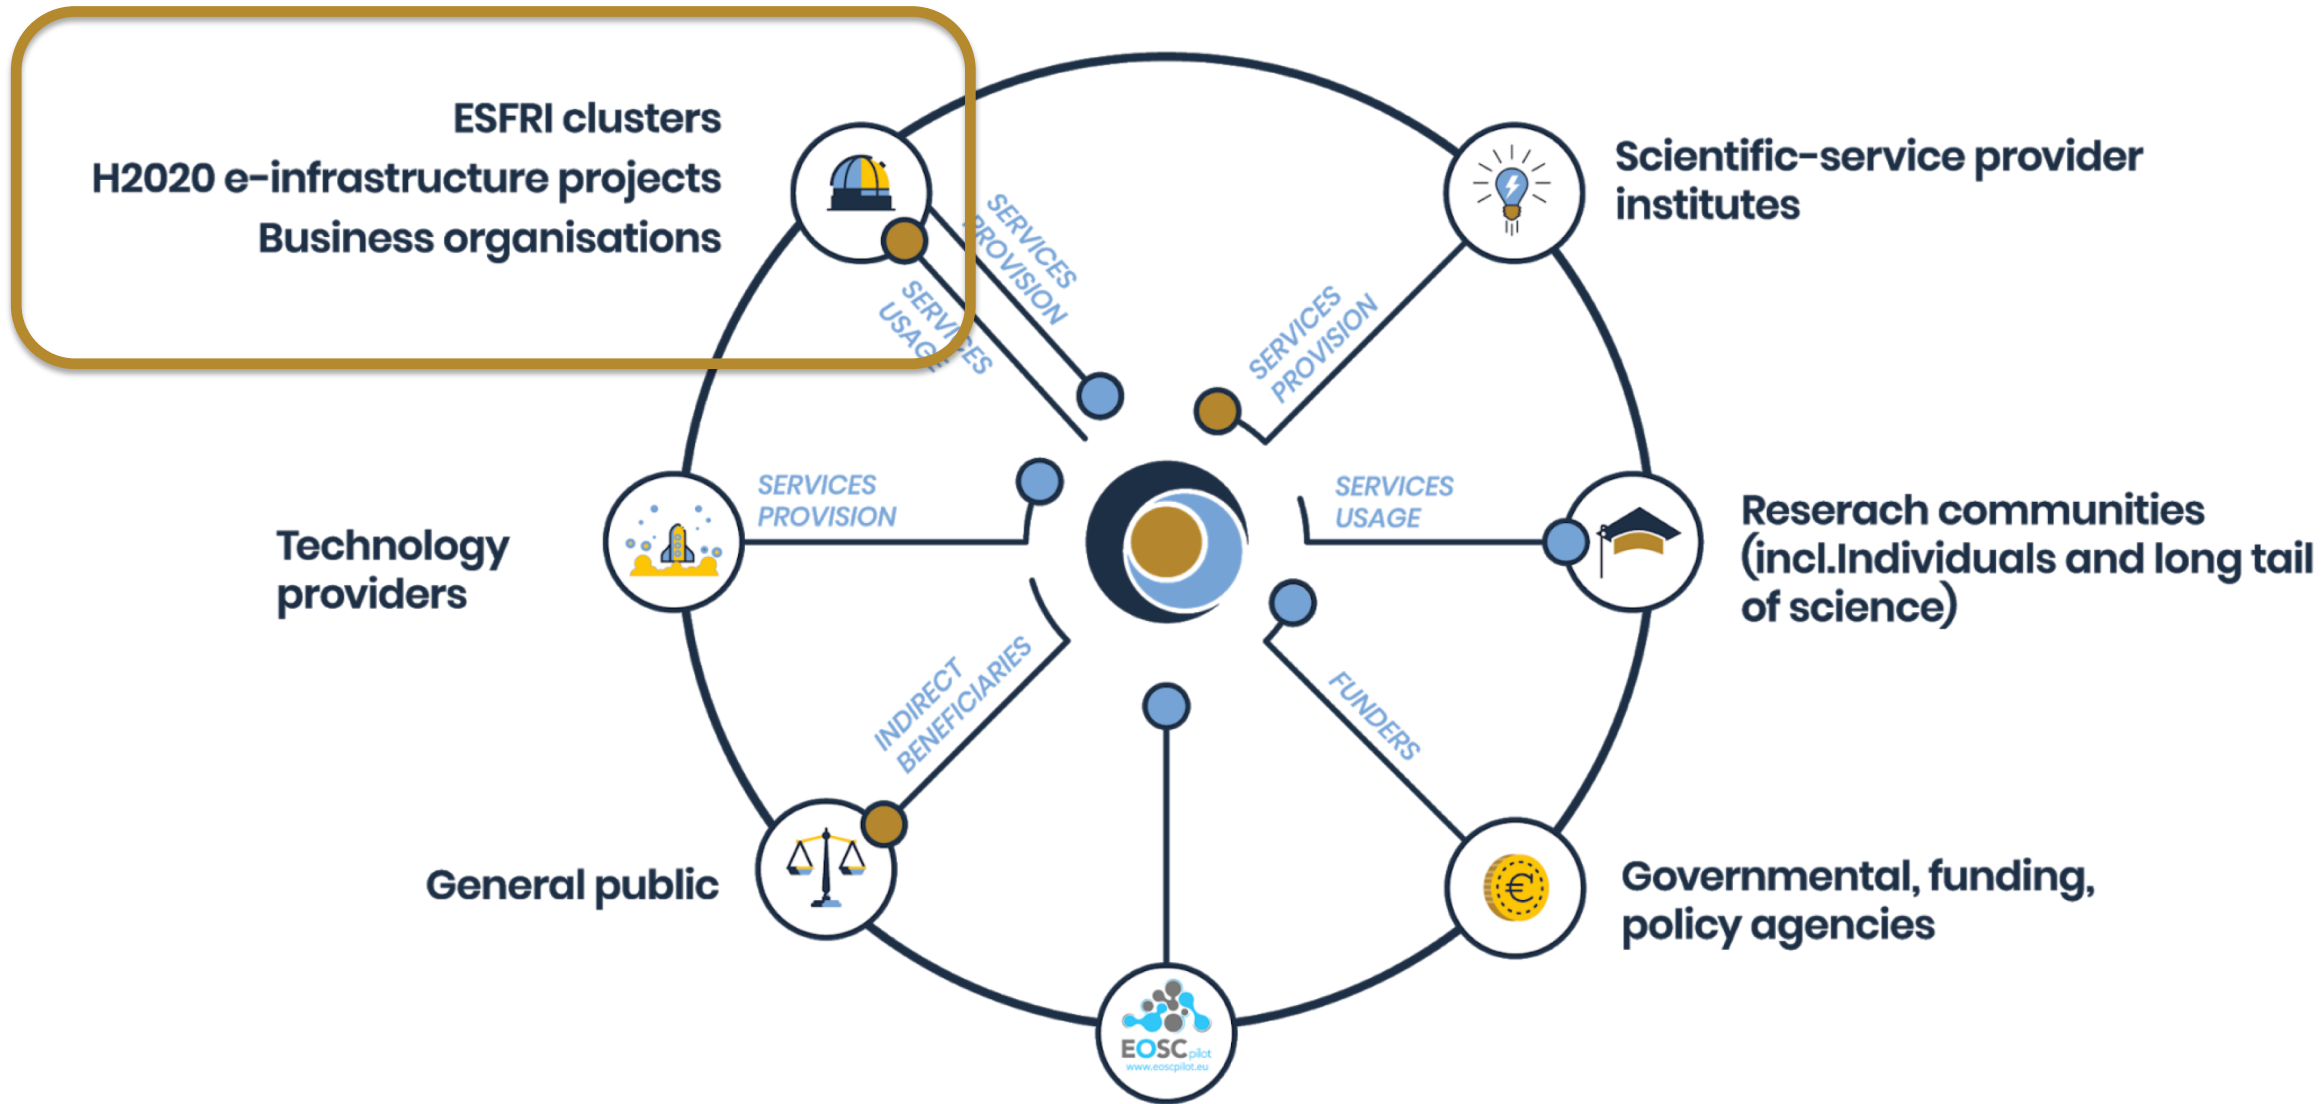 ESFRI clusters
H2020 e-infrastructure projects
Business organisations
SERVICES
PROVISION
SERVICES
USAGE
Scientific-service provider
institutes
SERVICES
PROVISION
Technology
providers
SERVICES
PROVISION
SERVICES
USAGE
Reserach communities
(incl.Individuals and long tail
of science)
General public
INDIRECT
BENEFICIARIES
FUNDERS
Governmental, funding,
policy agencies
EOSC pilot
www.eoscpilot.eu